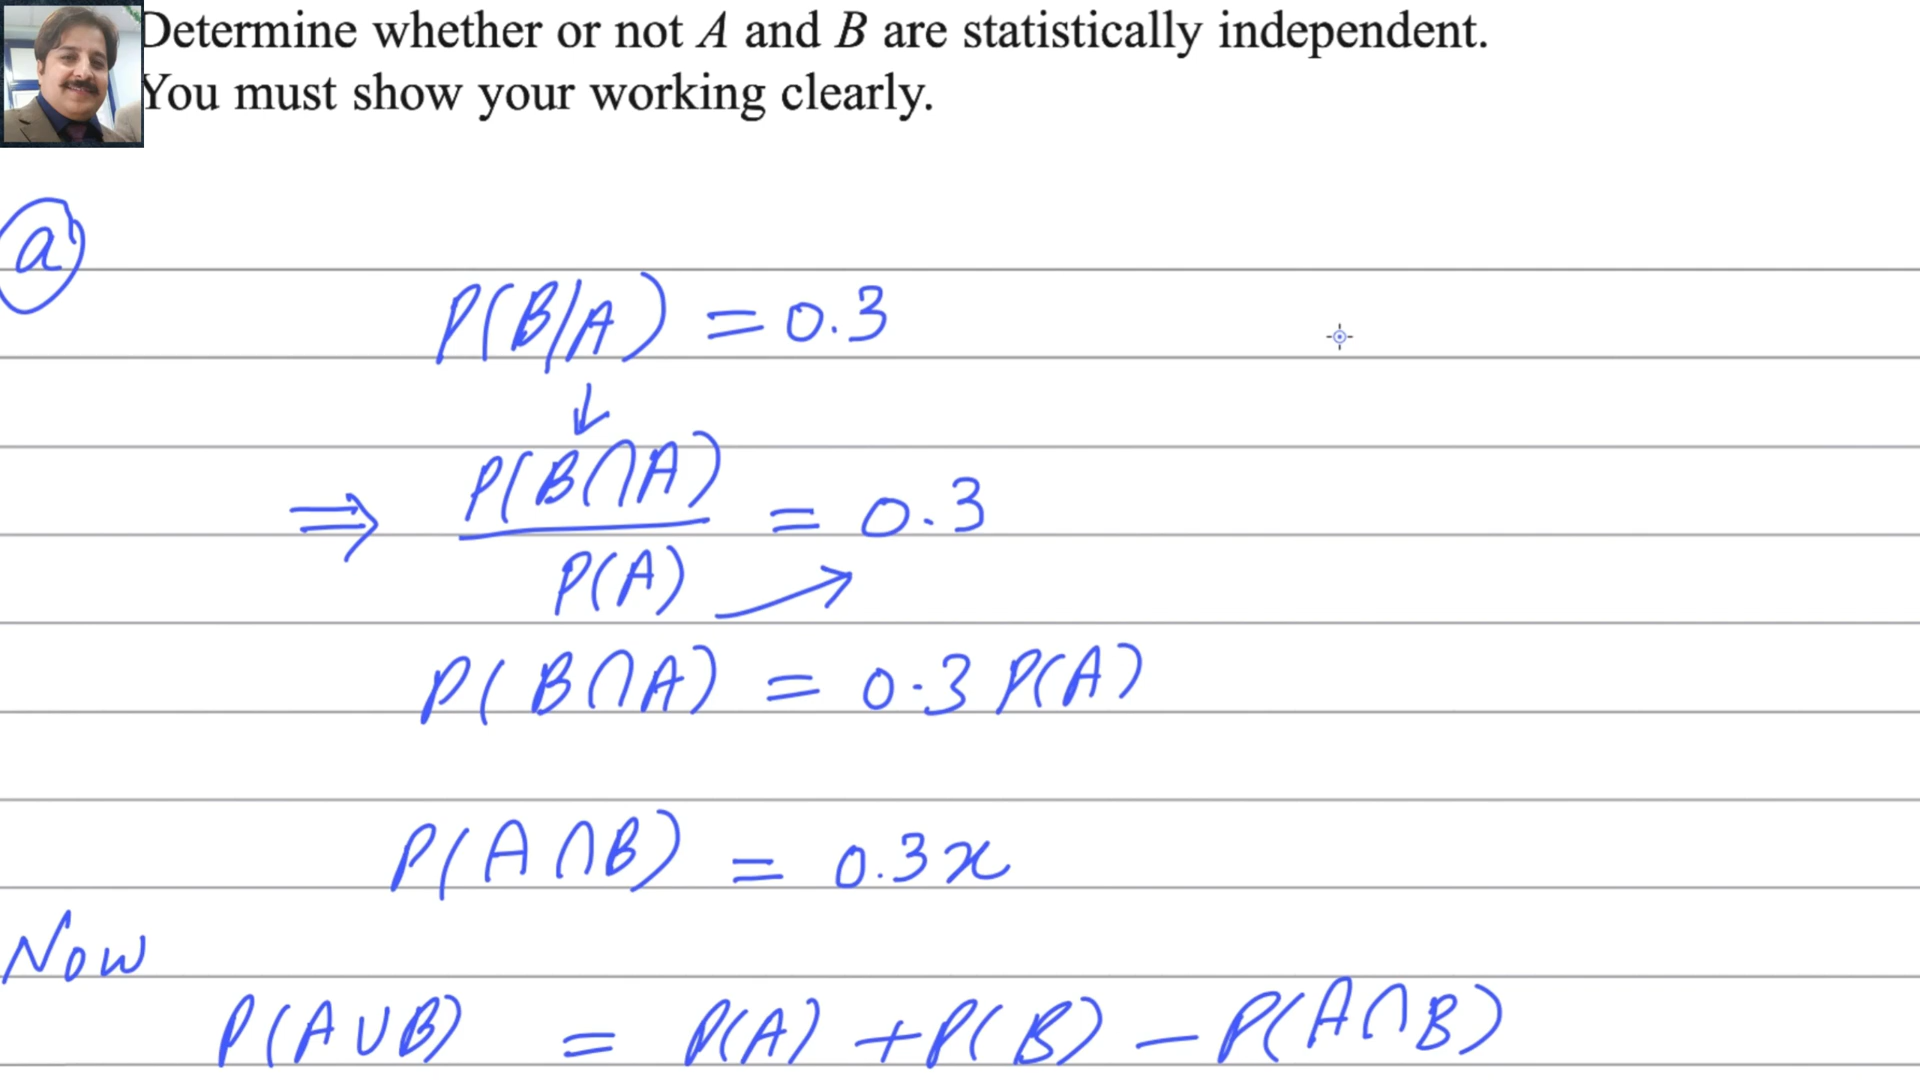 Determine whether or not A and B are statistically independent.
You must show your working clearly.
a)
P(B/A) = 0.3
⇒ P(B∩A) / P(A) = 0.3
P(B∩A) = 0.3 P(A)
P(A∩B) = 0.3x
Now
P(A∪B) = P(A) + P(B) − P(A∩B)